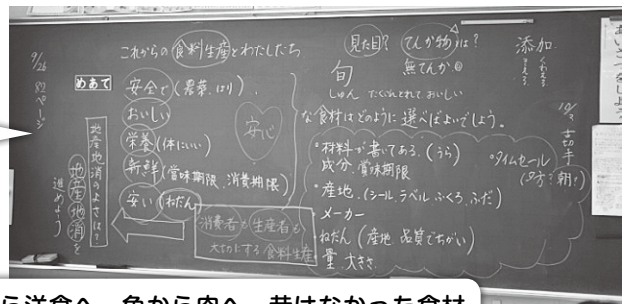 9/26
82ページ
これからの食料生産とわたしたち
めあて
安全で(農薬、
おいしい
栄養(体にいい)
新鮮(賞味期限、消費期限)
安い(ねだん)
安心
消費者も生産者も
大切にする食料生産
地産地消のよさは?
地産地消を
進めよう
見た目? てんか物は?
無てんか
旬
しゅん たくさんとれて、おいしい
な食材はどのように選べばよいでしょう。
・材料が書いてある。(うら)
成分、賞味期限
・産地(シール、ラベル、ふくろ、ふだ)
・メーカー
ねだん(産地、品質でちがい)
量 大きさ
・タイムセール
(夕方?朝?)
添加
くわえる
ら洋食へ、魚から肉へ、昔はなかった食材